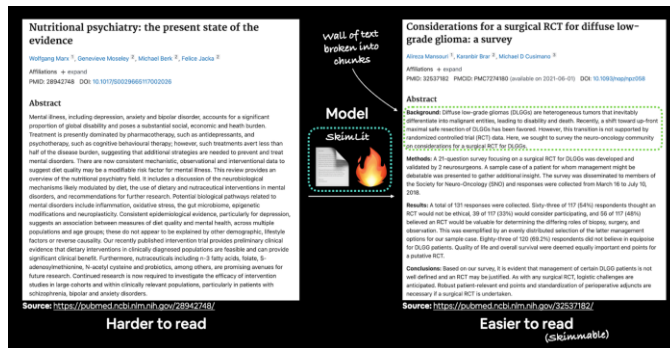 Nutritional psychiatry: the present state of the
evidence
Wolfgang Marx 1, Genevieve Moseley 2, Michael Berk 2, Felice Jacka 2
Affiliations + expand
PMID: 28942748 DOI: 10.1017/S0029665117002026
Abstract
Mental illness, including depression, anxiety and bipolar disorder, accounts for a significant
proportion of global disability and poses a substantial social, economic and heath burden.
Treatment is presently dominated by pharmacotherapy, such as antidepressants, and
psychotherapy, such as cognitive behavioural therapy; however, such treatments avert less than
half of the disease burden, suggesting that additional strategies are needed to prevent and treat
mental disorders. There are now consistent mechanistic, observational and interventional data to
suggest diet quality may be a modifiable risk factor for mental illness. This review provides an
overview of the nutritional psychiatry field. It includes a discussion of the neurobiological
mechanisms likely modulated by diet, the use of dietary and nutraceutical interventions in mental
disorders, and recommendations for further research. Potential biological pathways related to
mental disorders include inflammation, oxidative stress, the gut microbiome, epigenetic
modifications and neuroplasticity. Consistent epidemiological evidence, particularly for depression,
suggests an association between measures of diet quality and mental health, across multiple
populations and age groups; these do not appear to be explained by other demographic, lifestyle
factors or reverse causality. Our recently published intervention trial provides preliminary clinical
evidence that dietary interventions in clinically diagnosed populations are feasible and can provide
significant clinical benefit. Furthermore, nutraceuticals including n-3 fatty acids, folate, S-
adenosylmethionine, N-acetyl cysteine and probiotics, among others, are promising avenues for
future research. Continued research is now required to investigate the efficacy of intervention
studies in large cohorts and within clinically relevant populations, particularly in patients with
schizophrenia, bipolar and anxiety disorders.
Source: https://pubmed.ncbi.nlm.nih.gov/28942748/
Harder to read
Wall of text
broken into
chunks
Model
SkimLit
Considerations for a surgical RCT for diffuse low-
grade glioma: a survey
Alireza Mansouri 1, Karanbir Brar 2, Michael D Cusimano 3
Affiliations + expand
PMID: 32537182 PMCID: PMC7274180 (available on 2021-06-01) DOI: 10.1093/nop/npz058
Abstract
Background: Diffuse low-grade gliomas (DLGGs) are heterogeneous tumors that inevitably
differentiate into malignant entities, leading to disability and death. Recently, a shift toward up-front
maximal safe resection of DLGGs has been favored. However, this transition is not supported by
randomized controlled trial (RCT) data. Here, we sought to survey the neuro-oncology community
on considerations for a surgical RCT for DLGGs.
Methods: A 21-question survey focusing on a surgical RCT for DLGGs was developed and
validated by 2 neurosurgeons. A sample case of a patient for whom management might be
debatable was presented to gather additional insight. The survey was disseminated to members of
the Society for Neuro-Oncology (SNO) and responses were collected from March 16 to July 10,
2018.
Results: A total of 131 responses were collected. Sixty-three of 117 (54%) respondents thought an
RCT would not be ethical, 39 of 117 (33%) would consider participating, and 56 of 117 (48%)
believed an RCT would be valuable for determining the differing roles of biopsy, surgery, and
observation. This was exemplified by an evenly distributed selection of the latter management
options for our sample case. Eighty-three of 120 (69.2%) respondents did not believe in equipoise
for DLGG patients. Quality of life and overall survival were deemed equally important end points for
a putative RCT.
Conclusions: Based on our survey, it is evident that management of certain DLGG patients is not
well defined and an RCT may be justified. As with any surgical RCT, logistic challenges are
anticipated. Robust patient-relevant end points and standardization of perioperative adjuncts are
necessary if a surgical RCT is undertaken.
Source: https://pubmed.ncbi.nlm.nih.gov/32537182/
Easier to read
(Skimmable)